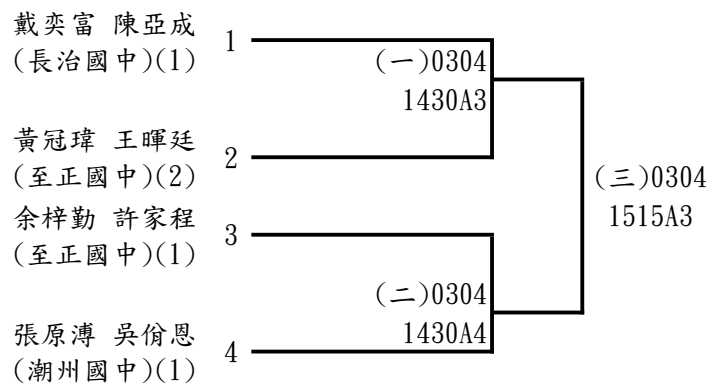 戴奕富 陳亞成
(長治國中)(1)
1
(一)0304
1430A3
黃冠瑋 王暉廷
(至正國中)(2)
2
(三)0304
1515A3
余梓勤 許家程
(至正國中)(1)
3
(二)0304
1430A4
張原溥 吳佾恩
(潮州國中)(1)
4